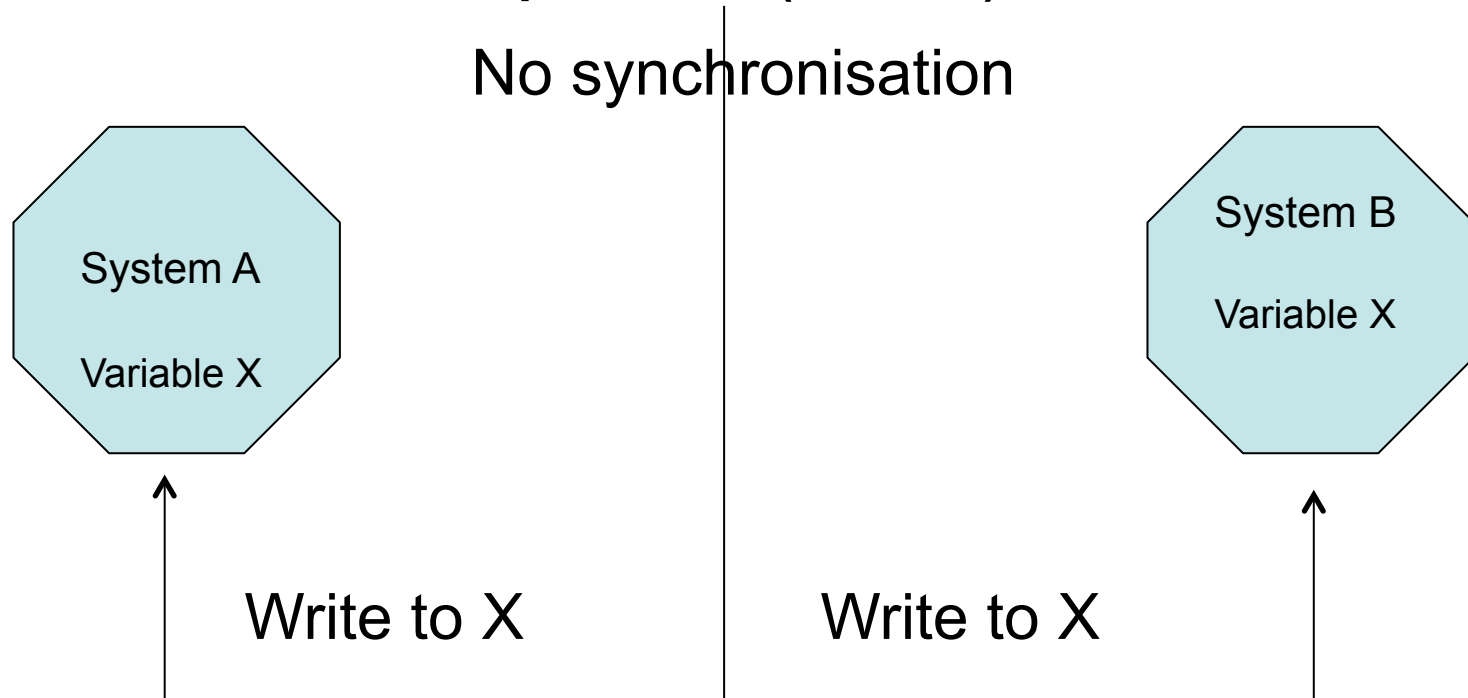 No synchronisation
System A
Variable X
System B
Variable X
Write to X
Write to X